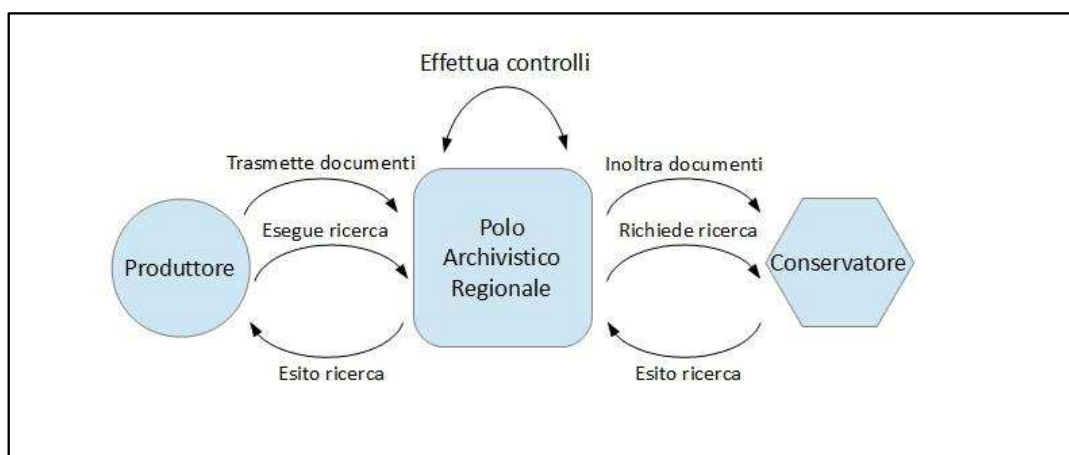 Effettua controlli
Trasmette documenti
Inoltra documenti
Esegue ricerca
Richiede ricerca
Produttore
Polo
Archivistico
Regionale
Conservatore
Esito ricerca
Esito ricerca